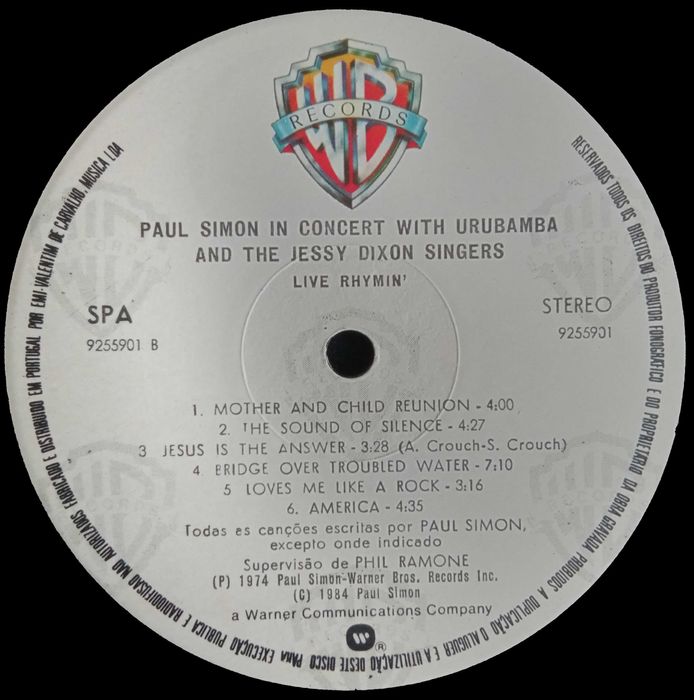 WB
RECORDS
PAUL SIMON IN CONCERT WITH URUBAMBA
AND THE JESSY DIXON SINGERS
LIVE RHYMIN'
SPA
9255901 B
STEREO
9255901
1. MOTHER AND CHILD REUNION - 4:00
2. THE SOUND OF SILENCE - 4:27
3 JESUS IS THE ANSWER - 3:28 (A. Crouch-S. Crouch)
4. BRIDGE OVER TROUBLED WATER - 7:10
5 LOVES ME LIKE A ROCK - 3:16
6. AMERICA - 4:35
Todas as canções escritas por PAUL SIMON,
excepto onde indicado
Supervisão de PHIL RAMONE
(P) 1974 Paul Simon-Warner Bros. Records Inc.
(C) 1984 Paul Simon
a Warner Communications Company
®
RESERVADOS TODOS OS DIREITOS DO PRODUTOR FONOGRÁFICO E DO PROPRIETÁRIO DA OBRA GRAVADA PROIBIDOS A DUPLICAÇÃO O ALUGUER E A UTILIZAÇÃO DESTE DISCO PARA EXECUÇÃO PUBLICA E RADIODIFUSÃO NAO AUTORIZADOS FABRICADO E DISTRIBUIDO EM PORTUGAL POR EMI-VALENTIM DE CARVALHO, MUSICA LDA